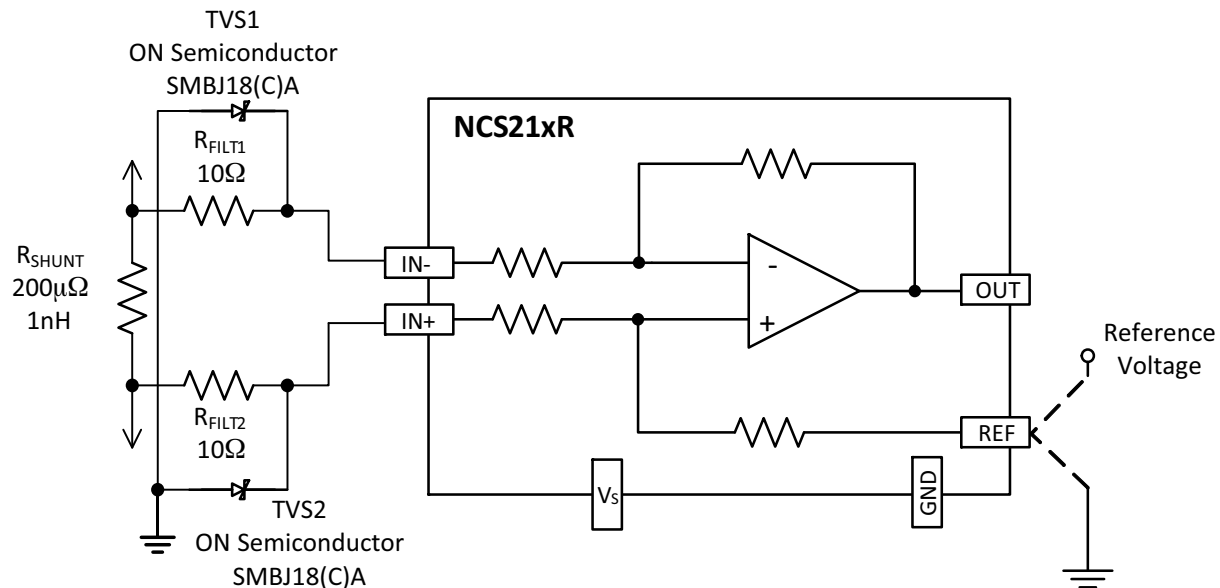 TVS1
ON Semiconductor
SMBJ18(C)A
NCS21xR
RFILT1
10Ω
RSHUNT
200μΩ
1nH
IN-
IN+
-
+
OUT
Reference
Voltage
RFILT2
10Ω
REF
VS
GND
TVS2
ON Semiconductor
SMBJ18(C)A